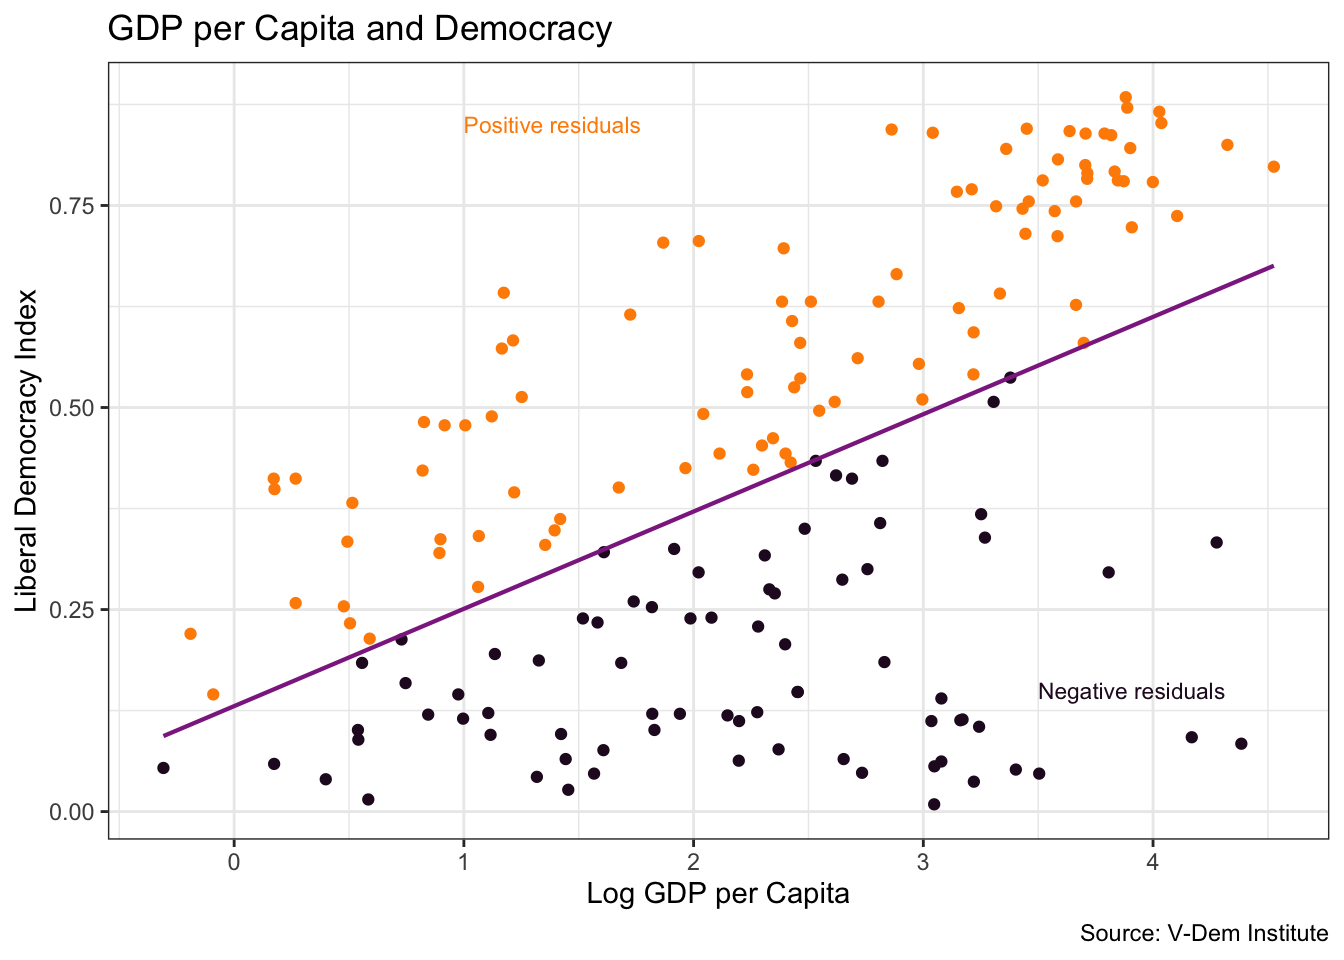 GDP per Capita and Democracy
Positive residuals
0.75
0.50
0.25
0.00
Liberal Democracy Index
Negative residuals
0 1 2 3 4
Log GDP per Capita
Source: V-Dem Institute